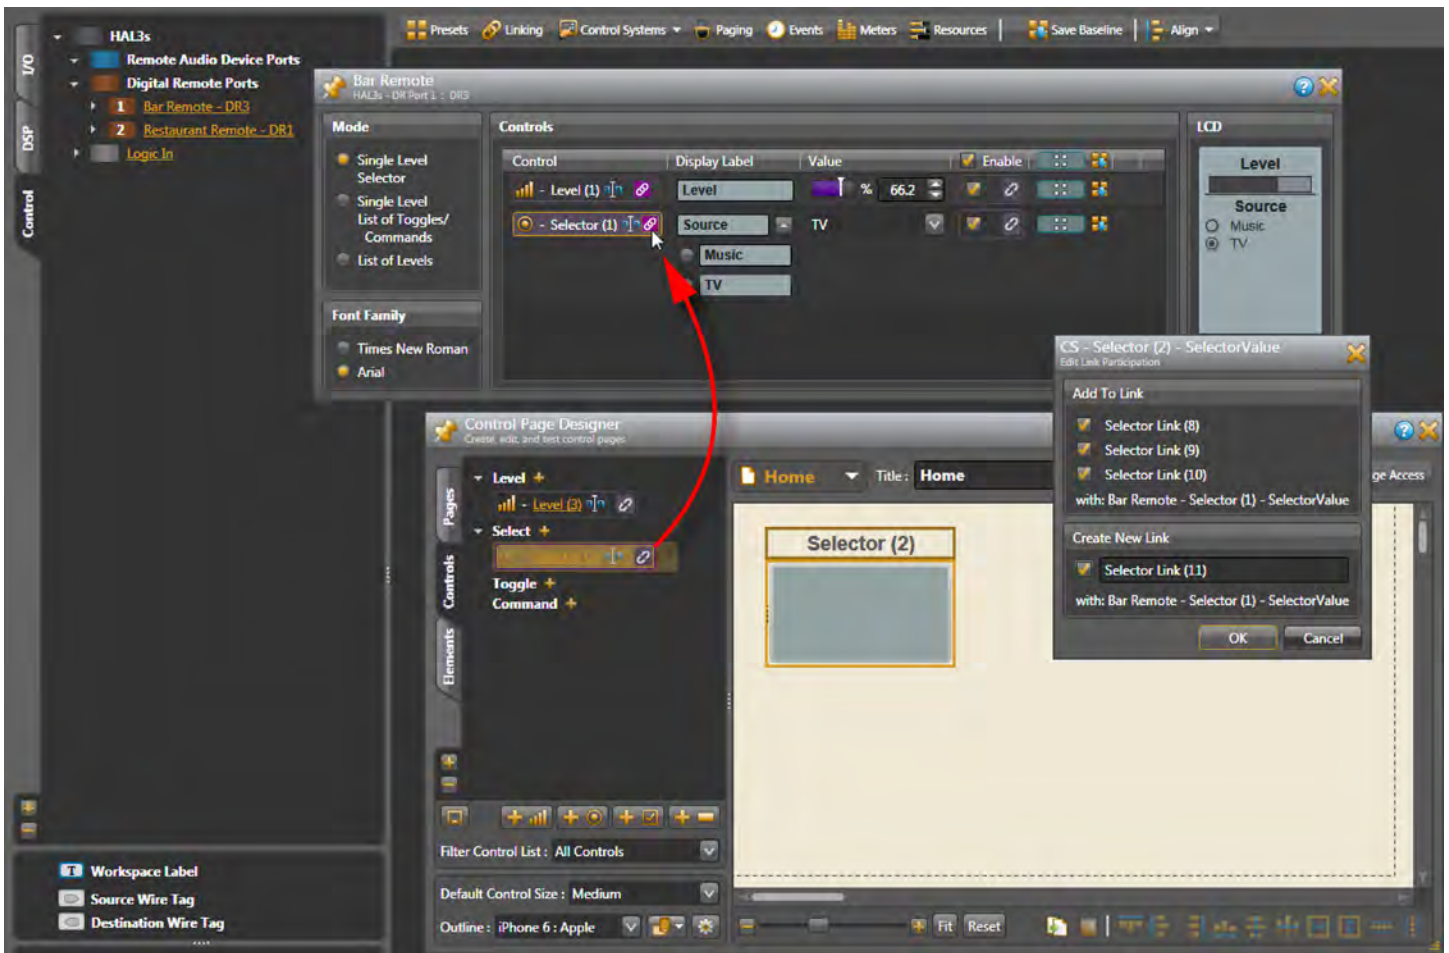 Presets Linking Control Systems Paging Events Meters Resources Save Baseline Align
I/O
DSP
Control
HAL3s
Remote Audio Device Ports
Digital Remote Ports
1 Bar Remote - DR3
2 Restaurant Remote - DR1
Logic In
Bar Remote
HAL3s - DR Port 1 : DR3
Mode
Single Level
Selector
Single Level
List of Toggles/
Commands
List of Levels
Font Family
Times New Roman
Arial
Controls
Control Display Label Value Enable
- Level (1) Level % 66.2
- Selector (1) Source TV
Music
TV
LCD
Level
Source
Music
TV
CS - Selector (2) - SelectorValue
Edit Link Participation
Add To Link
Selector Link (8)
Selector Link (9)
Selector Link (10)
with: Bar Remote - Selector (1) - SelectorValue
Create New Link
Selector Link (11)
with: Bar Remote - Selector (1) - SelectorValue
OK Cancel
Control Page Designer
Create, edit, and test control pages
Pages
Controls
Elements
Level
- Level (3)
Select
Toggle
Command
Home Title : Home
Access
Selector (2)
Filter Control List : All Controls
Default Control Size : Medium
Outline : iPhone 6 : Apple
Fit Reset
T Workspace Label
Source Wire Tag
Destination Wire Tag